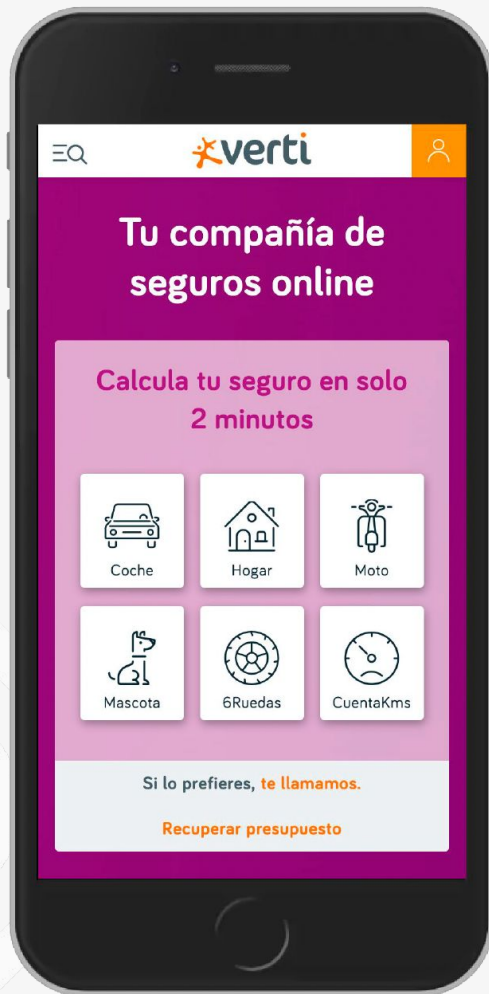 verti
Tu compañía de
seguros online
Calcula tu seguro en solo
2 minutos
Coche
Hogar
Moto
Mascota
6Ruedas
CuentaKms
Si lo prefieres, te llamamos.
Recuperar presupuesto